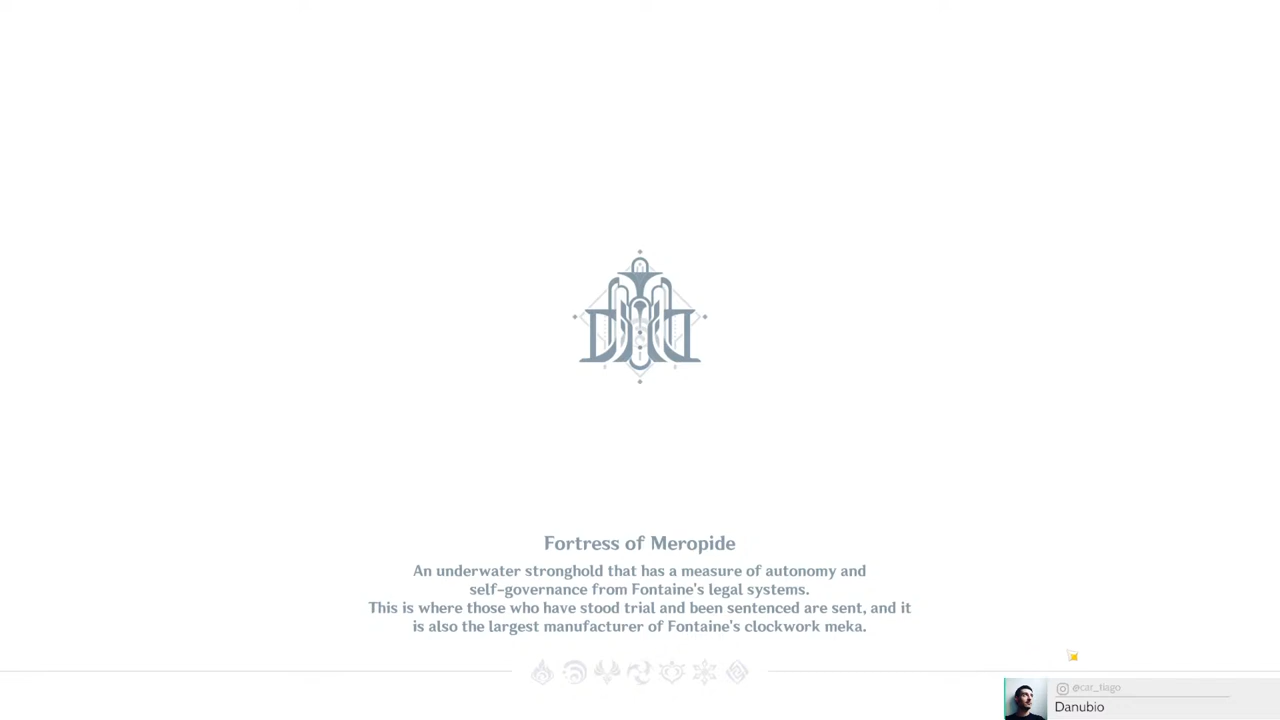 Fortress of Meropide
An underwater stronghold that has a measure of autonomy and
self-governance from Fontaine's legal systems.
This is where those who have stood trial and been sentenced are sent, and it
is also the largest manufacturer of Fontaine's clockwork meka.
@car_tiago
Danubio